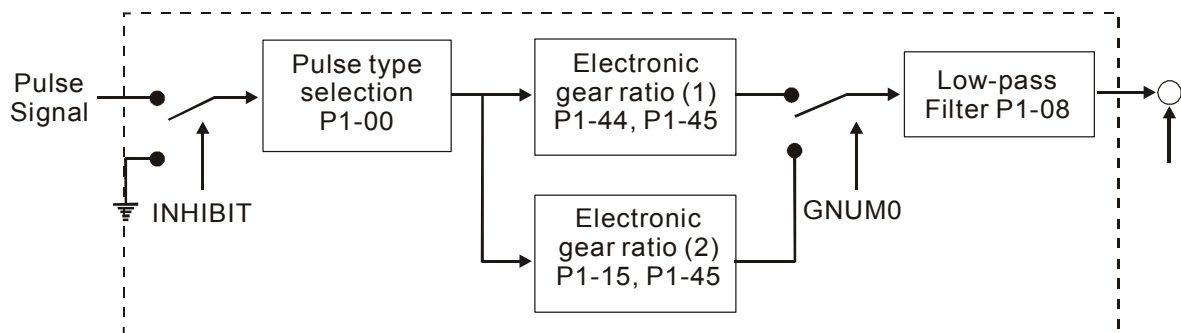 Pulse
Signal
INHIBIT
Pulse type
selection
P1-00
Electronic
gear ratio (1)
P1-44, P1-45
Electronic
gear ratio (2)
P1-15, P1-45
GNUM0
Low-pass
Filter P1-08